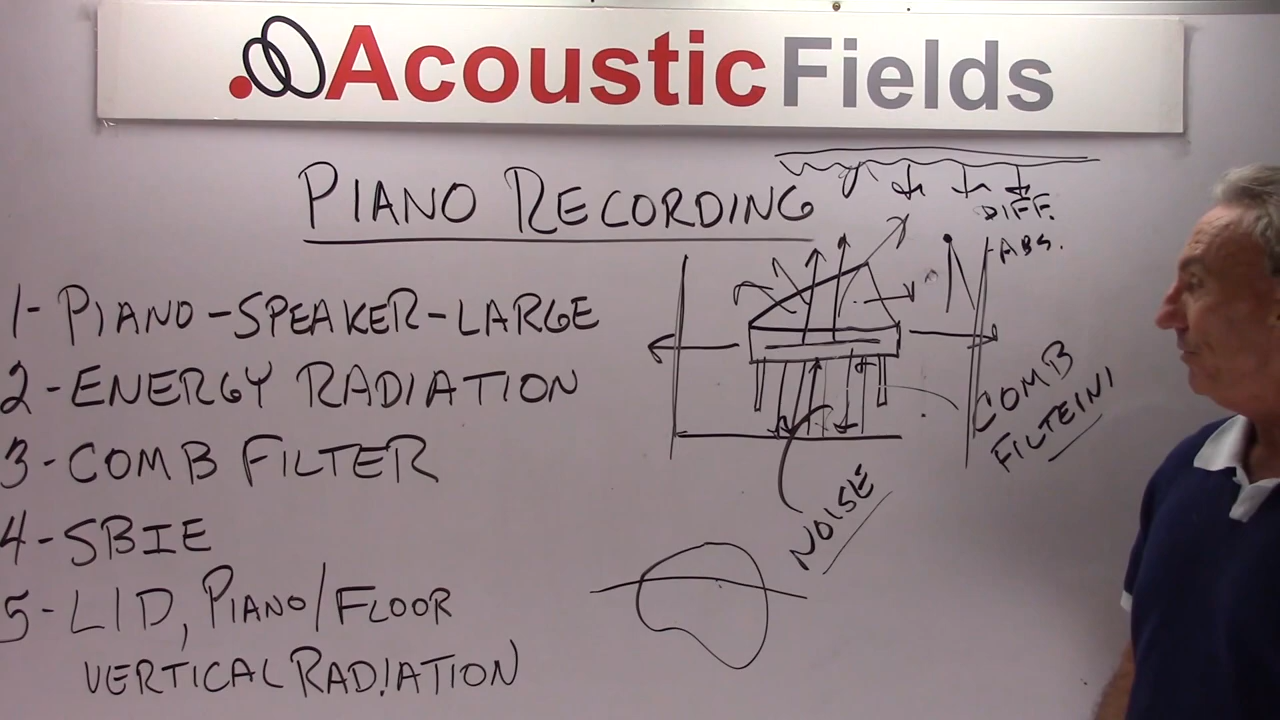 AcousticFields
PIANO RECORDING
DIFF.
ABS.
1- PIANO-SPEAKER-LARGE
2-ENERGY RADIATION
3-COMB FILTER
4-SBIE
5-LID, PIANO/FLOOR
VERTICAL RADIATION
COMB
FILTEINI
NOISE